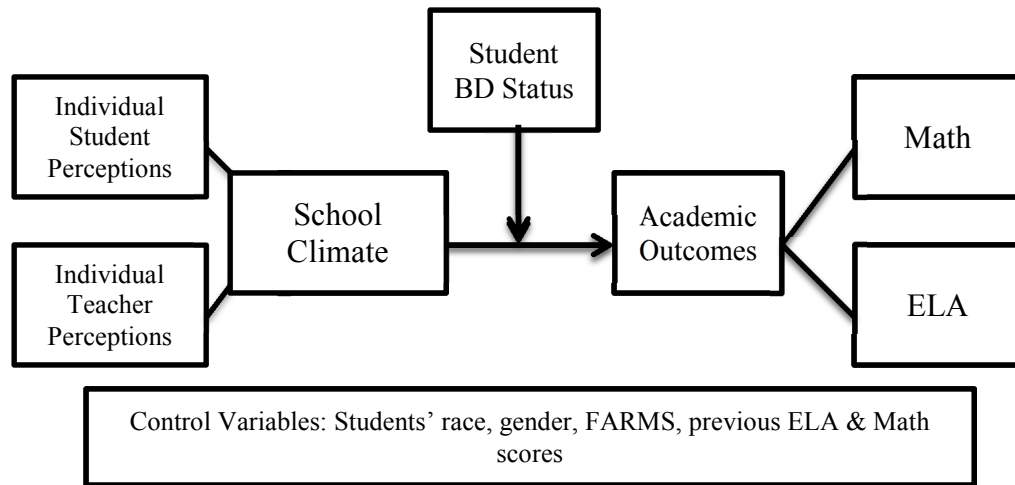 Student
BD Status
Individual
Student
Perceptions
Math
School
Climate
Academic
Outcomes
Individual
Teacher
Perceptions
ELA
Control Variables: Students’ race, gender, FARMS, previous ELA & Math
scores